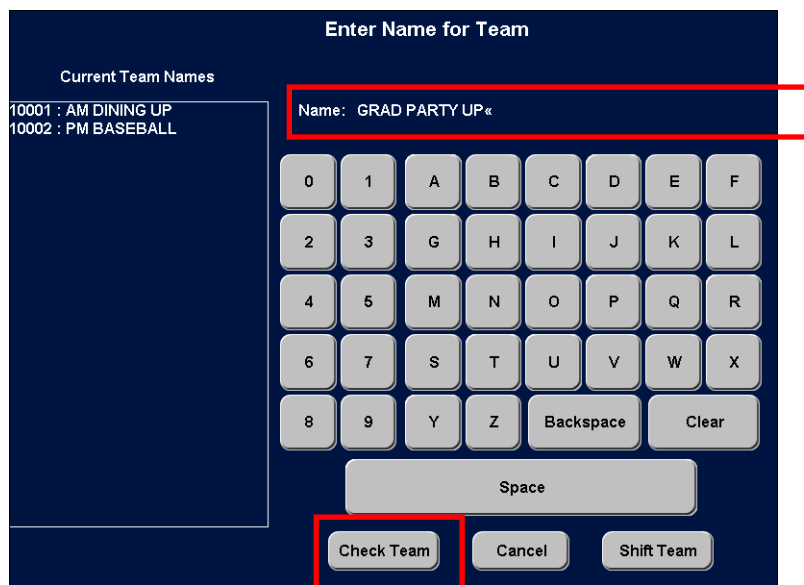 Enter Name for Team
Current Team Names
10001 : AM DINING UP
10002 : PM BASEBALL
Name: GRAD PARTY UP«
0 1 A B C D E F
2 3 G H I J K L
4 5 M N O P Q R
6 7 S T U V W X
8 9 Y Z Backspace Clear
Space
Check Team Cancel Shift Team